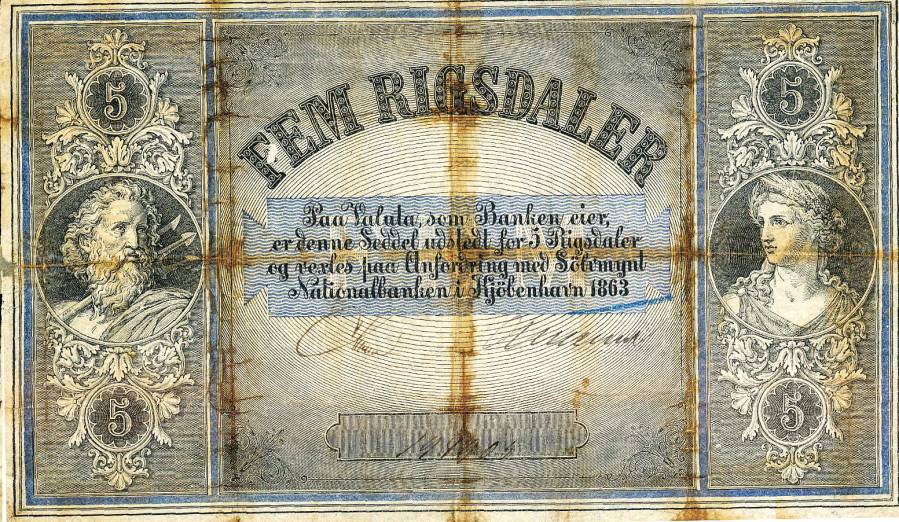 5
5
FEM RIGSDALER
Paa Valuta, som Banken eier,
er denne Seddel udstedt for 5 Rigsdaler
og vexles paa Anfordring med Sölvmynt
Nationalbanken i Kjöbenhavn 1863
5
5